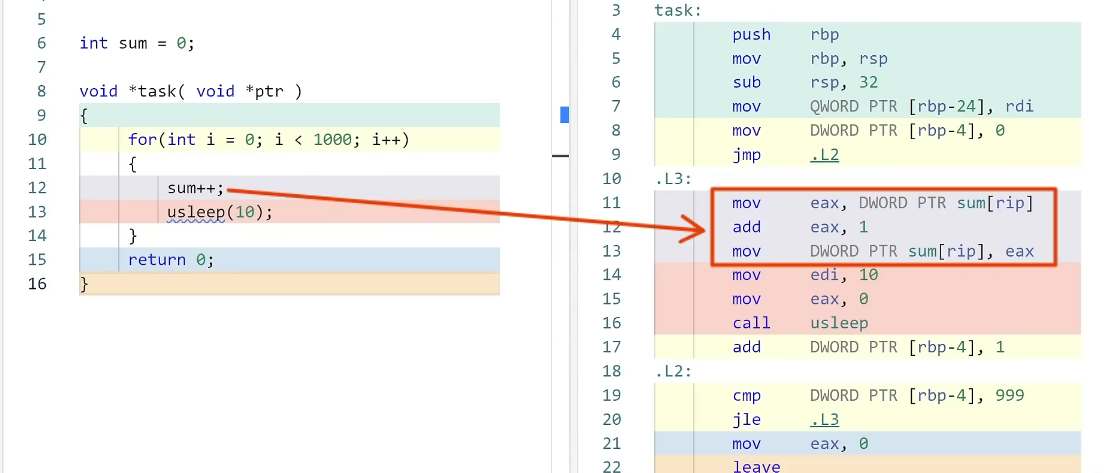 5
6 int sum = 0;
7
8 void *task( void *ptr )
9 {
10 for(int i = 0; i < 1000; i++)
11 {
12 sum++;
13 usleep(10);
14 }
15 return 0;
16 }
3 task:
4 push rbp
5 mov rbp, rsp
6 sub rsp, 32
7 mov QWORD PTR [rbp-24], rdi
8 mov DWORD PTR [rbp-4], 0
9 jmp .L2
10 .L3:
11 mov eax, DWORD PTR sum[rip]
12 add eax, 1
13 mov DWORD PTR sum[rip], eax
14 mov edi, 10
15 mov eax, 0
16 call usleep
17 add DWORD PTR [rbp-4], 1
18 .L2:
19 cmp DWORD PTR [rbp-4], 999
20 jle .L3
21 mov eax, 0
22 leave